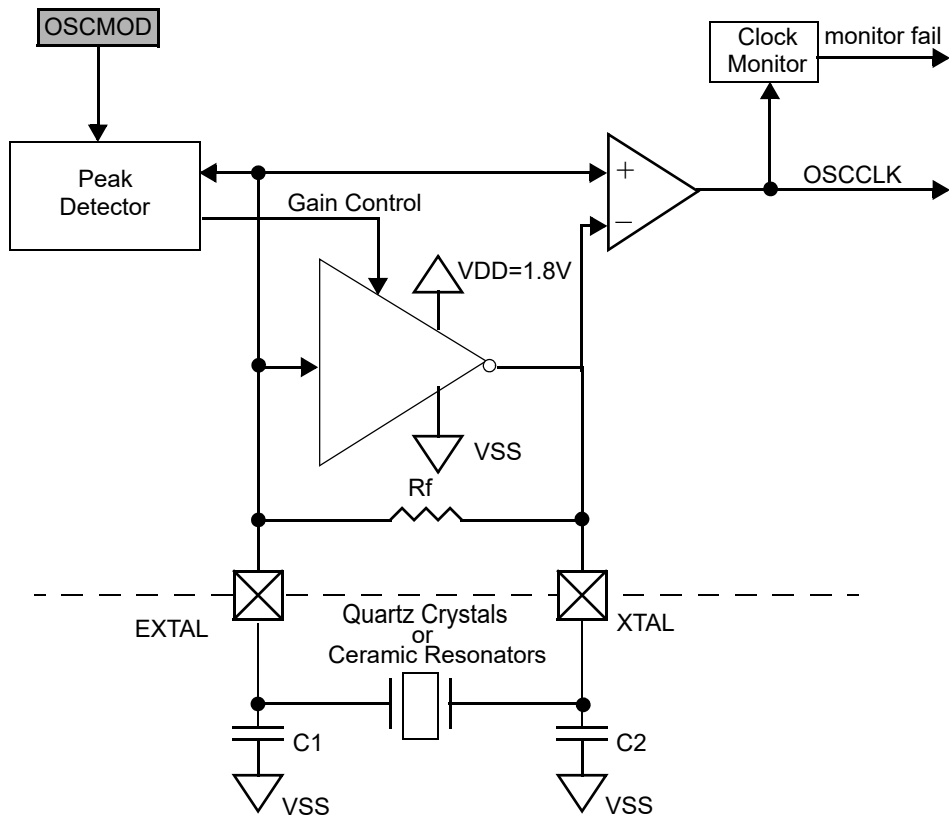 OSCMOD
Clock
Monitor
monitor fail
Peak
Detector
+
OSCCLK
Gain Control
−
VDD=1.8V
VSS
Rf
EXTAL
Quartz Crystals
or
Ceramic Resonators
XTAL
C1
C2
VSS
VSS